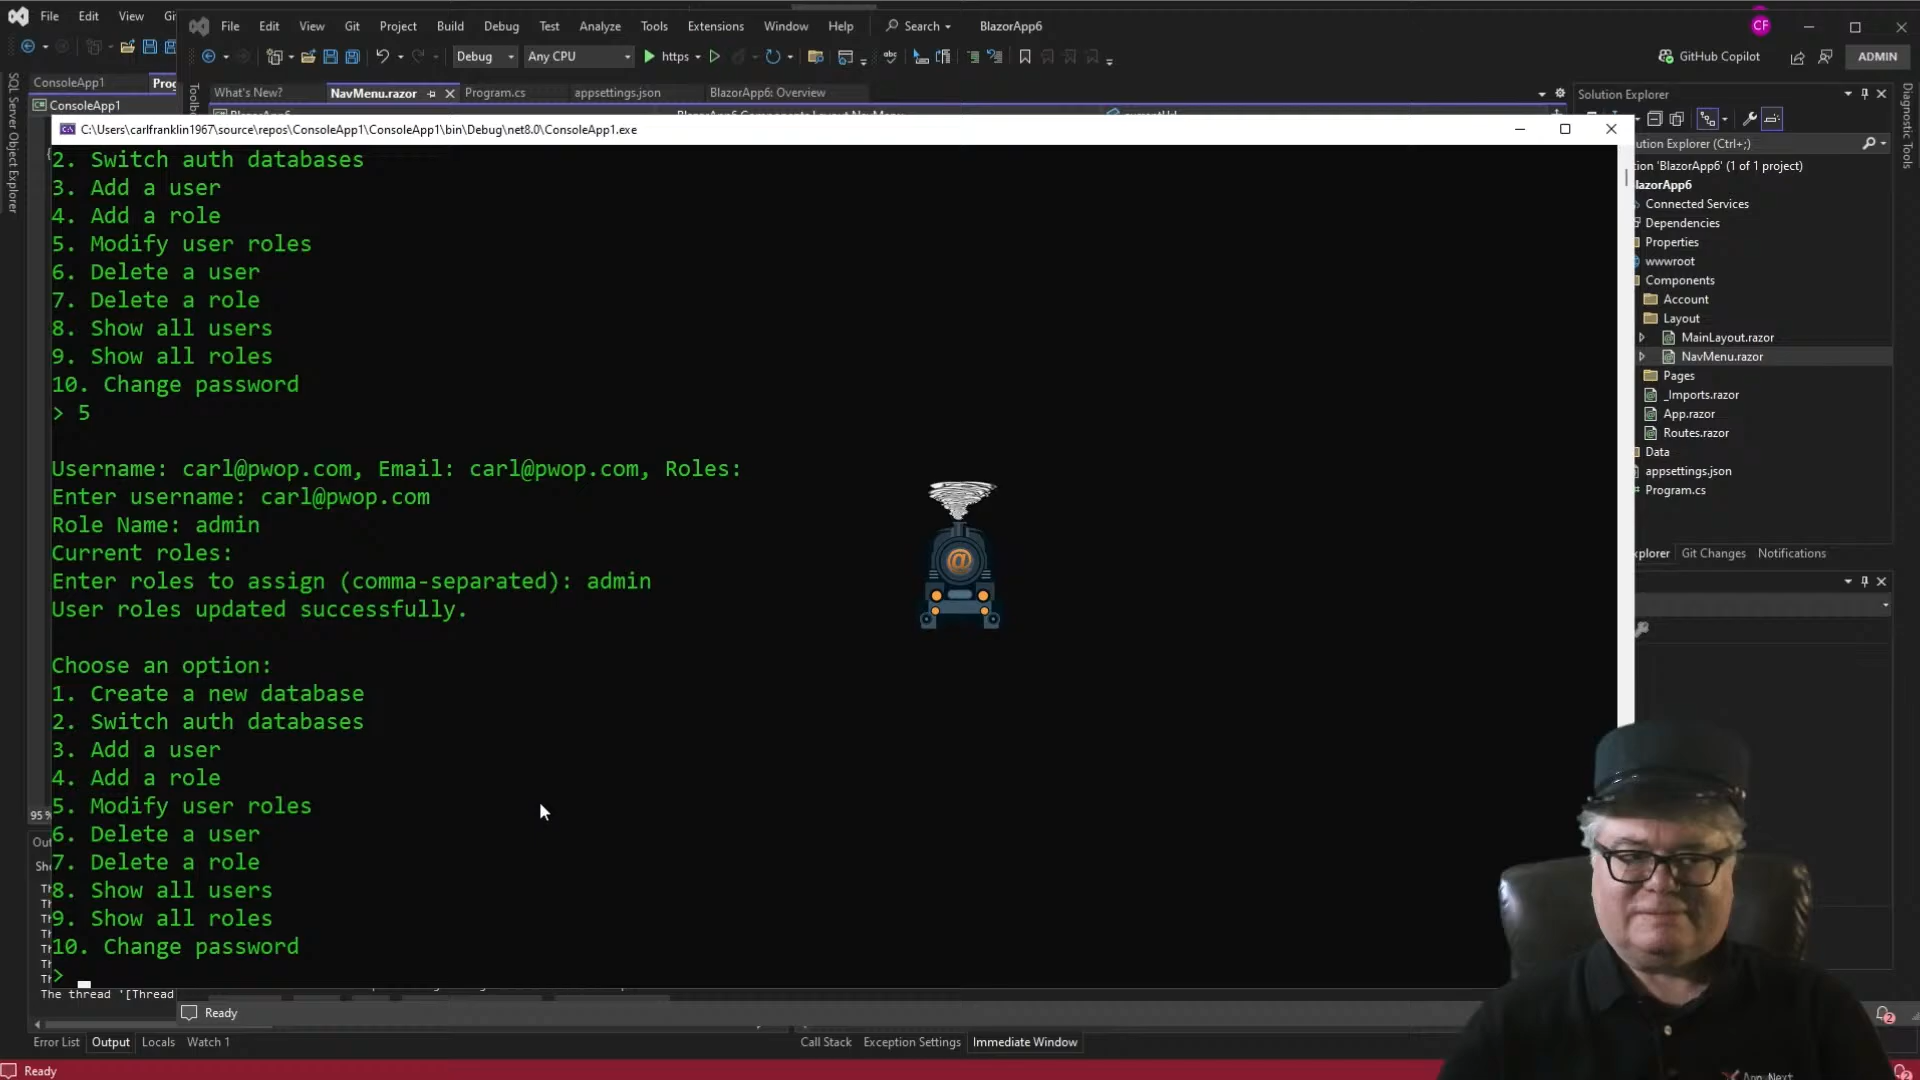 File Edit View Gi
File Edit View Git Project Build Debug Test Analyze Tools Extensions Window Help Search BlazorApp6 CF
Debug Any CPU https GitHub Copilot ADMIN
ConsoleApp1 Prog
What's New? NavMenu.razor Program.cs appsettings.json BlazorApp6: Overview
ConsoleApp1
C:\Users\carlfranklin1967\source\repos\ConsoleApp1\ConsoleApp1\bin\Debug\net8.0\ConsoleApp1.exe
2. Switch auth databases
3. Add a user
4. Add a role
5. Modify user roles
6. Delete a user
7. Delete a role
8. Show all users
9. Show all roles
10. Change password
> 5
Username: carl@pwop.com, Email: carl@pwop.com, Roles:
Enter username: carl@pwop.com
Role Name: admin
Current roles:
Enter roles to assign (comma-separated): admin
User roles updated successfully.
Choose an option:
1. Create a new database
2. Switch auth databases
3. Add a user
4. Add a role
5. Modify user roles
6. Delete a user
7. Delete a role
8. Show all users
9. Show all roles
10. Change password
>
SQL Server Object Explorer
95 %
The thread '[Thread
Ready
Error List Output Locals Watch 1
Call Stack Exception Settings Immediate Window
Ready
Solution Explorer
ution Explorer (Ctrl+;)
tion 'BlazorApp6' (1 of 1 project)
lazorApp6
Connected Services
Dependencies
Properties
wwwroot
Components
Account
Layout
MainLayout.razor
NavMenu.razor
Pages
_Imports.razor
App.razor
Routes.razor
Data
appsettings.json
Program.cs
xplorer Git Changes Notifications
Diagnostic Tools
@